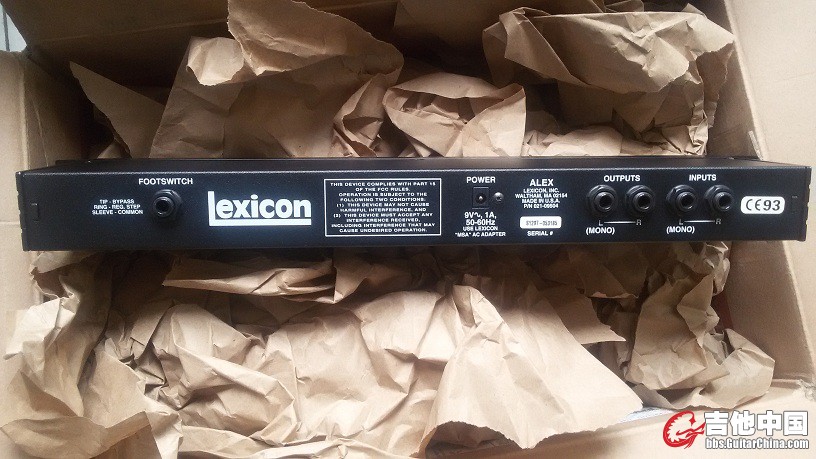 FOOTSWITCH
TIP - BYPASS
RING - REG. STEP
SLEEVE - COMMON
Lexicon
THIS DEVICE COMPLIES WITH PART 15
OF THE FCC RULES.
OPERATION IS SUBJECT TO THE
FOLLOWING TWO CONDITIONS:
(1) THIS DEVICE MAY NOT CAUSE
HARMFUL INTERFERENCE, AND
(2) THIS DEVICE MUST ACCEPT ANY
INTERFERENCE RECEIVED,
INCLUDING INTERFERENCE THAT MAY
CAUSE UNDESIRED OPERATION.
POWER
9V∿, 1A,
50-60Hz
USE LEXICON
"MSA" AC ADAPTER
ALEX
LEXICON, INC.
WALTHAM, MA 02154
MADE IN U.S.A.
P/N 021-09004
SERIAL #
OUTPUTS
L R
(MONO)
INPUTS
L R
(MONO)
CE93
吉他中国
bbs.GuitarChina.com